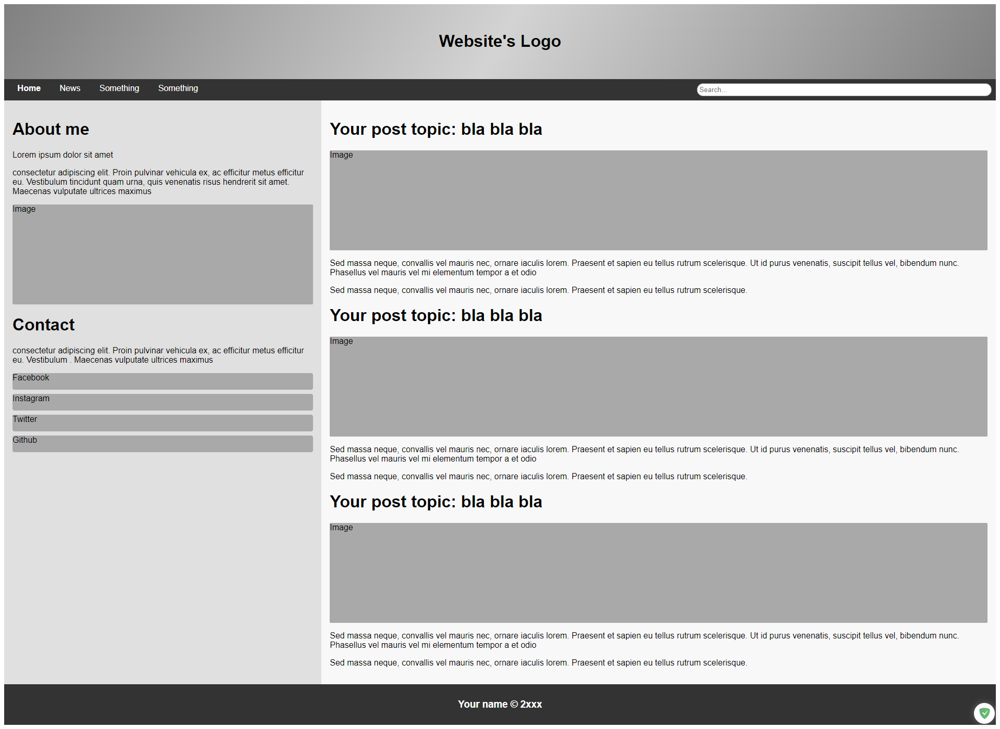 Website's Logo
Home News Something Something Search...
About me
Lorem ipsum dolor sit amet
consectetur adipiscing elit. Proin pulvinar vehicula ex, ac efficitur metus efficitur
eu. Vestibulum tincidunt quam urna, quis venenatis risus hendrerit sit amet.
Maecenas vulputate ultrices maximus
Image
Contact
consectetur adipiscing elit. Proin pulvinar vehicula ex, ac efficitur metus efficitur
eu. Vestibulum . Maecenas vulputate ultrices maximus
Facebook
Instagram
Twitter
Github
Your post topic: bla bla bla
Image
Sed massa neque, convallis vel mauris nec, ornare iaculis lorem. Praesent et sapien eu tellus rutrum scelerisque. Ut id purus venenatis, suscipit tellus vel, bibendum nunc.
Phasellus vel mauris vel mi elementum tempor a et odio
Sed massa neque, convallis vel mauris nec, ornare iaculis lorem. Praesent et sapien eu tellus rutrum scelerisque.
Your post topic: bla bla bla
Image
Sed massa neque, convallis vel mauris nec, ornare iaculis lorem. Praesent et sapien eu tellus rutrum scelerisque. Ut id purus venenatis, suscipit tellus vel, bibendum nunc.
Phasellus vel mauris vel mi elementum tempor a et odio
Sed massa neque, convallis vel mauris nec, ornare iaculis lorem. Praesent et sapien eu tellus rutrum scelerisque.
Your post topic: bla bla bla
Image
Sed massa neque, convallis vel mauris nec, ornare iaculis lorem. Praesent et sapien eu tellus rutrum scelerisque. Ut id purus venenatis, suscipit tellus vel, bibendum nunc.
Phasellus vel mauris vel mi elementum tempor a et odio
Sed massa neque, convallis vel mauris nec, ornare iaculis lorem. Praesent et sapien eu tellus rutrum scelerisque.
Your name © 2xxx